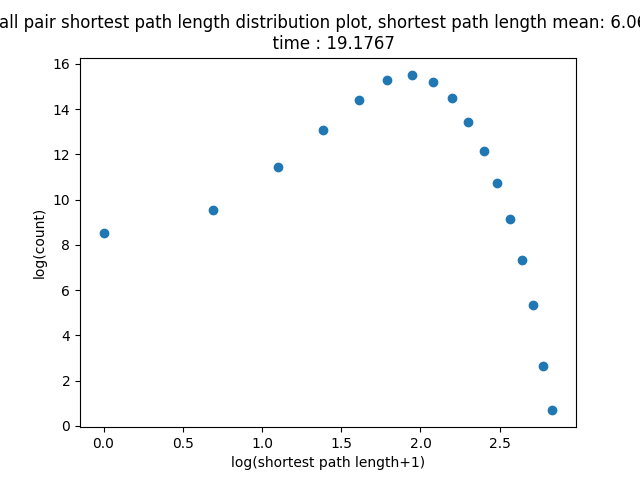 all pair shortest path length distribution plot, shortest path length mean: 6.06
time : 19.1767
16
14
12
10
8
6
4
2
0
log(count)
0.0 0.5 1.0 1.5 2.0 2.5
log(shortest path length+1)